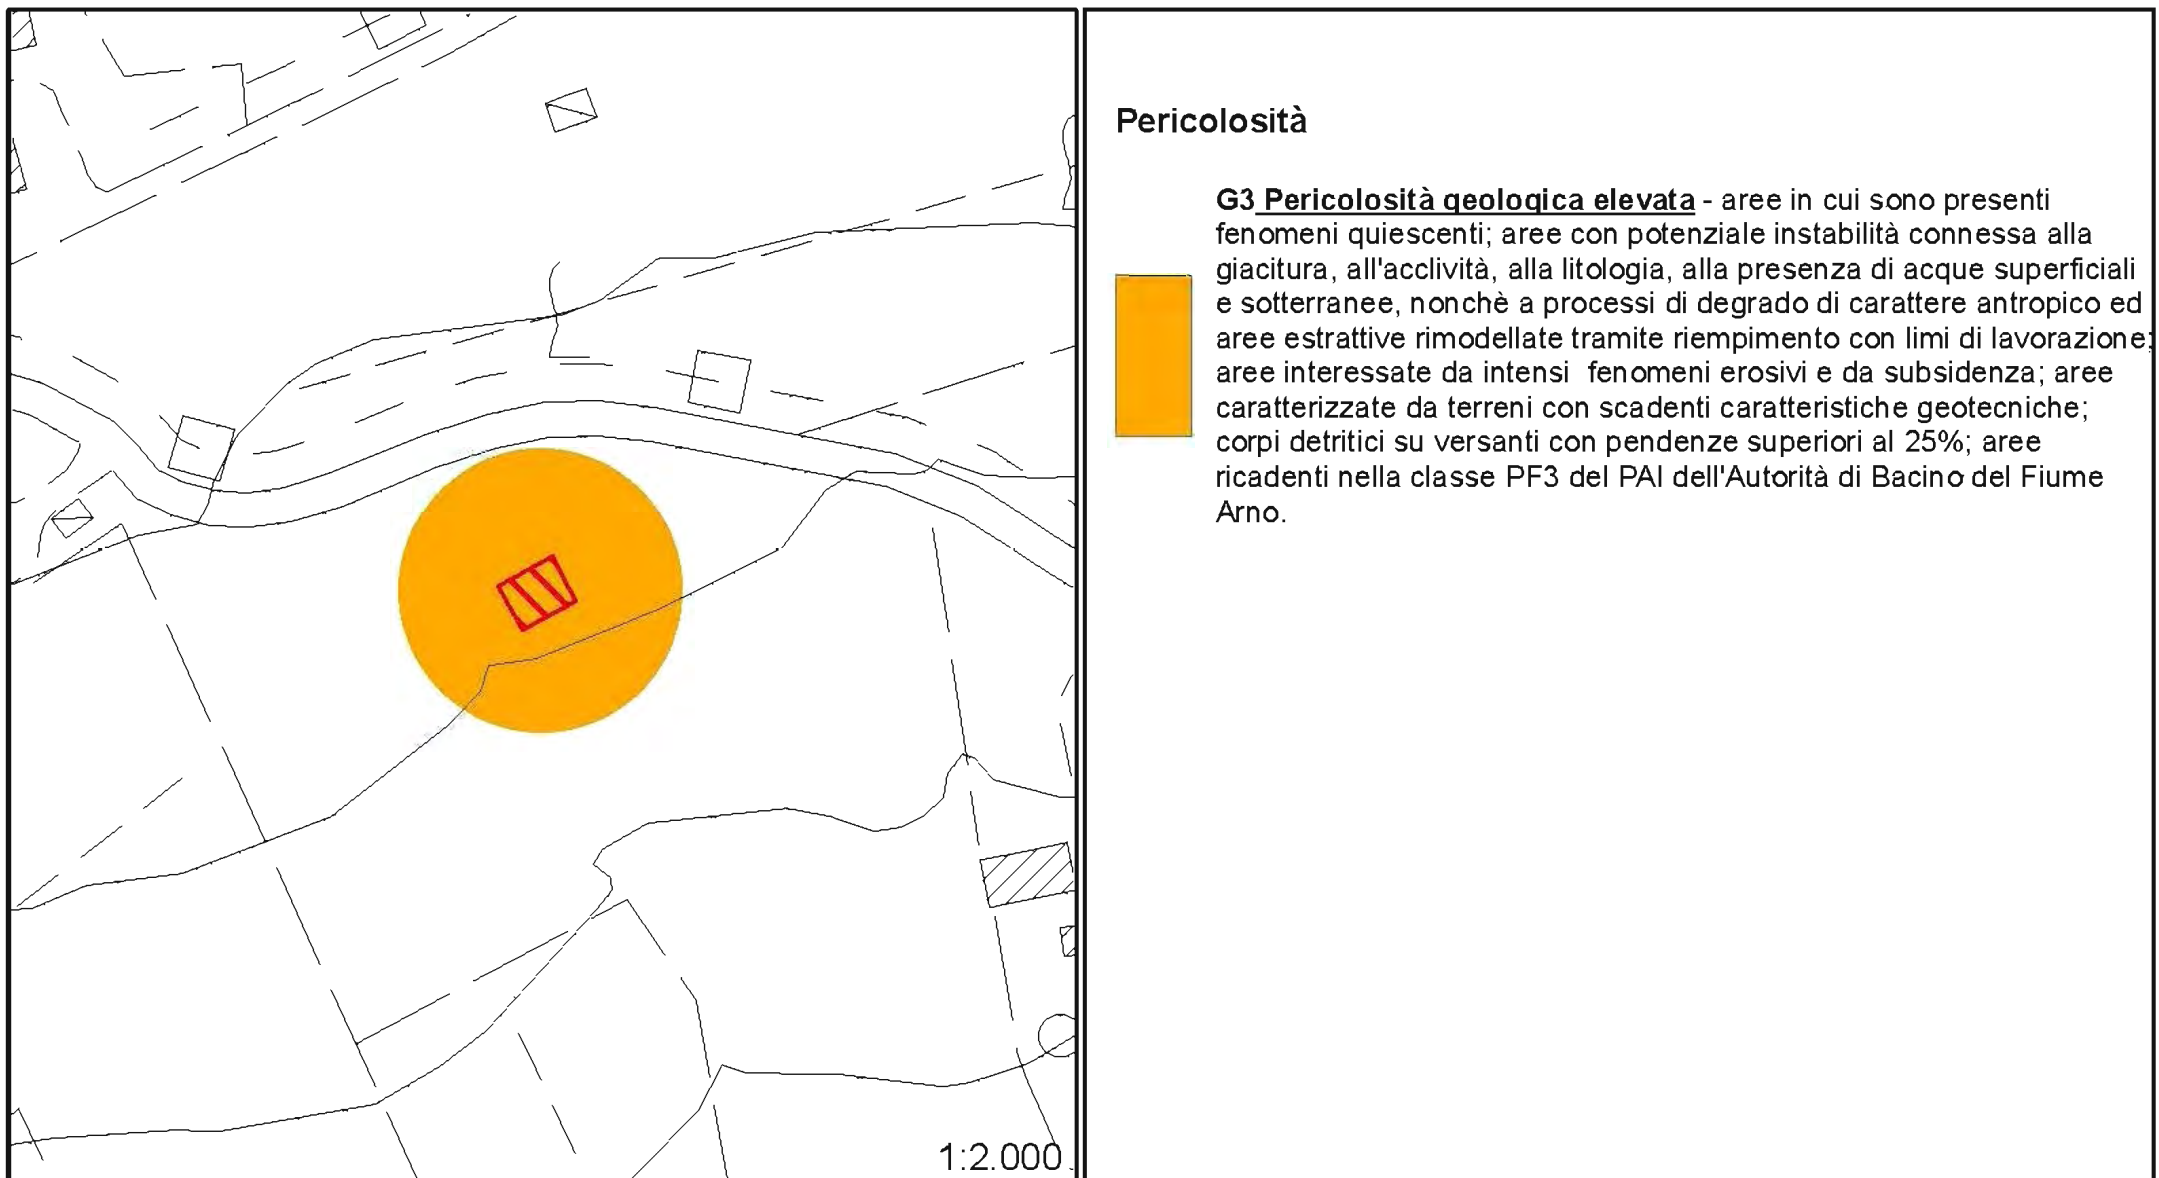 Pericolosità
G3 Pericolosità geologica elevata - aree in cui sono presenti
fenomeni quiescenti; aree con potenziale instabilità connessa alla
giacitura, all'acclività, alla litologia, alla presenza di acque superficiali
e sotterranee, nonchè a processi di degrado di carattere antropico ed
aree estrattive rimodellate tramite riempimento con limi di lavorazione;
aree interessate da intensi fenomeni erosivi e da subsidenza; aree
caratterizzate da terreni con scadenti caratteristiche geotecniche;
corpi detritici su versanti con pendenze superiori al 25%; aree
ricadenti nella classe PF3 del PAI dell'Autorità di Bacino del Fiume
Arno.
1:2.000